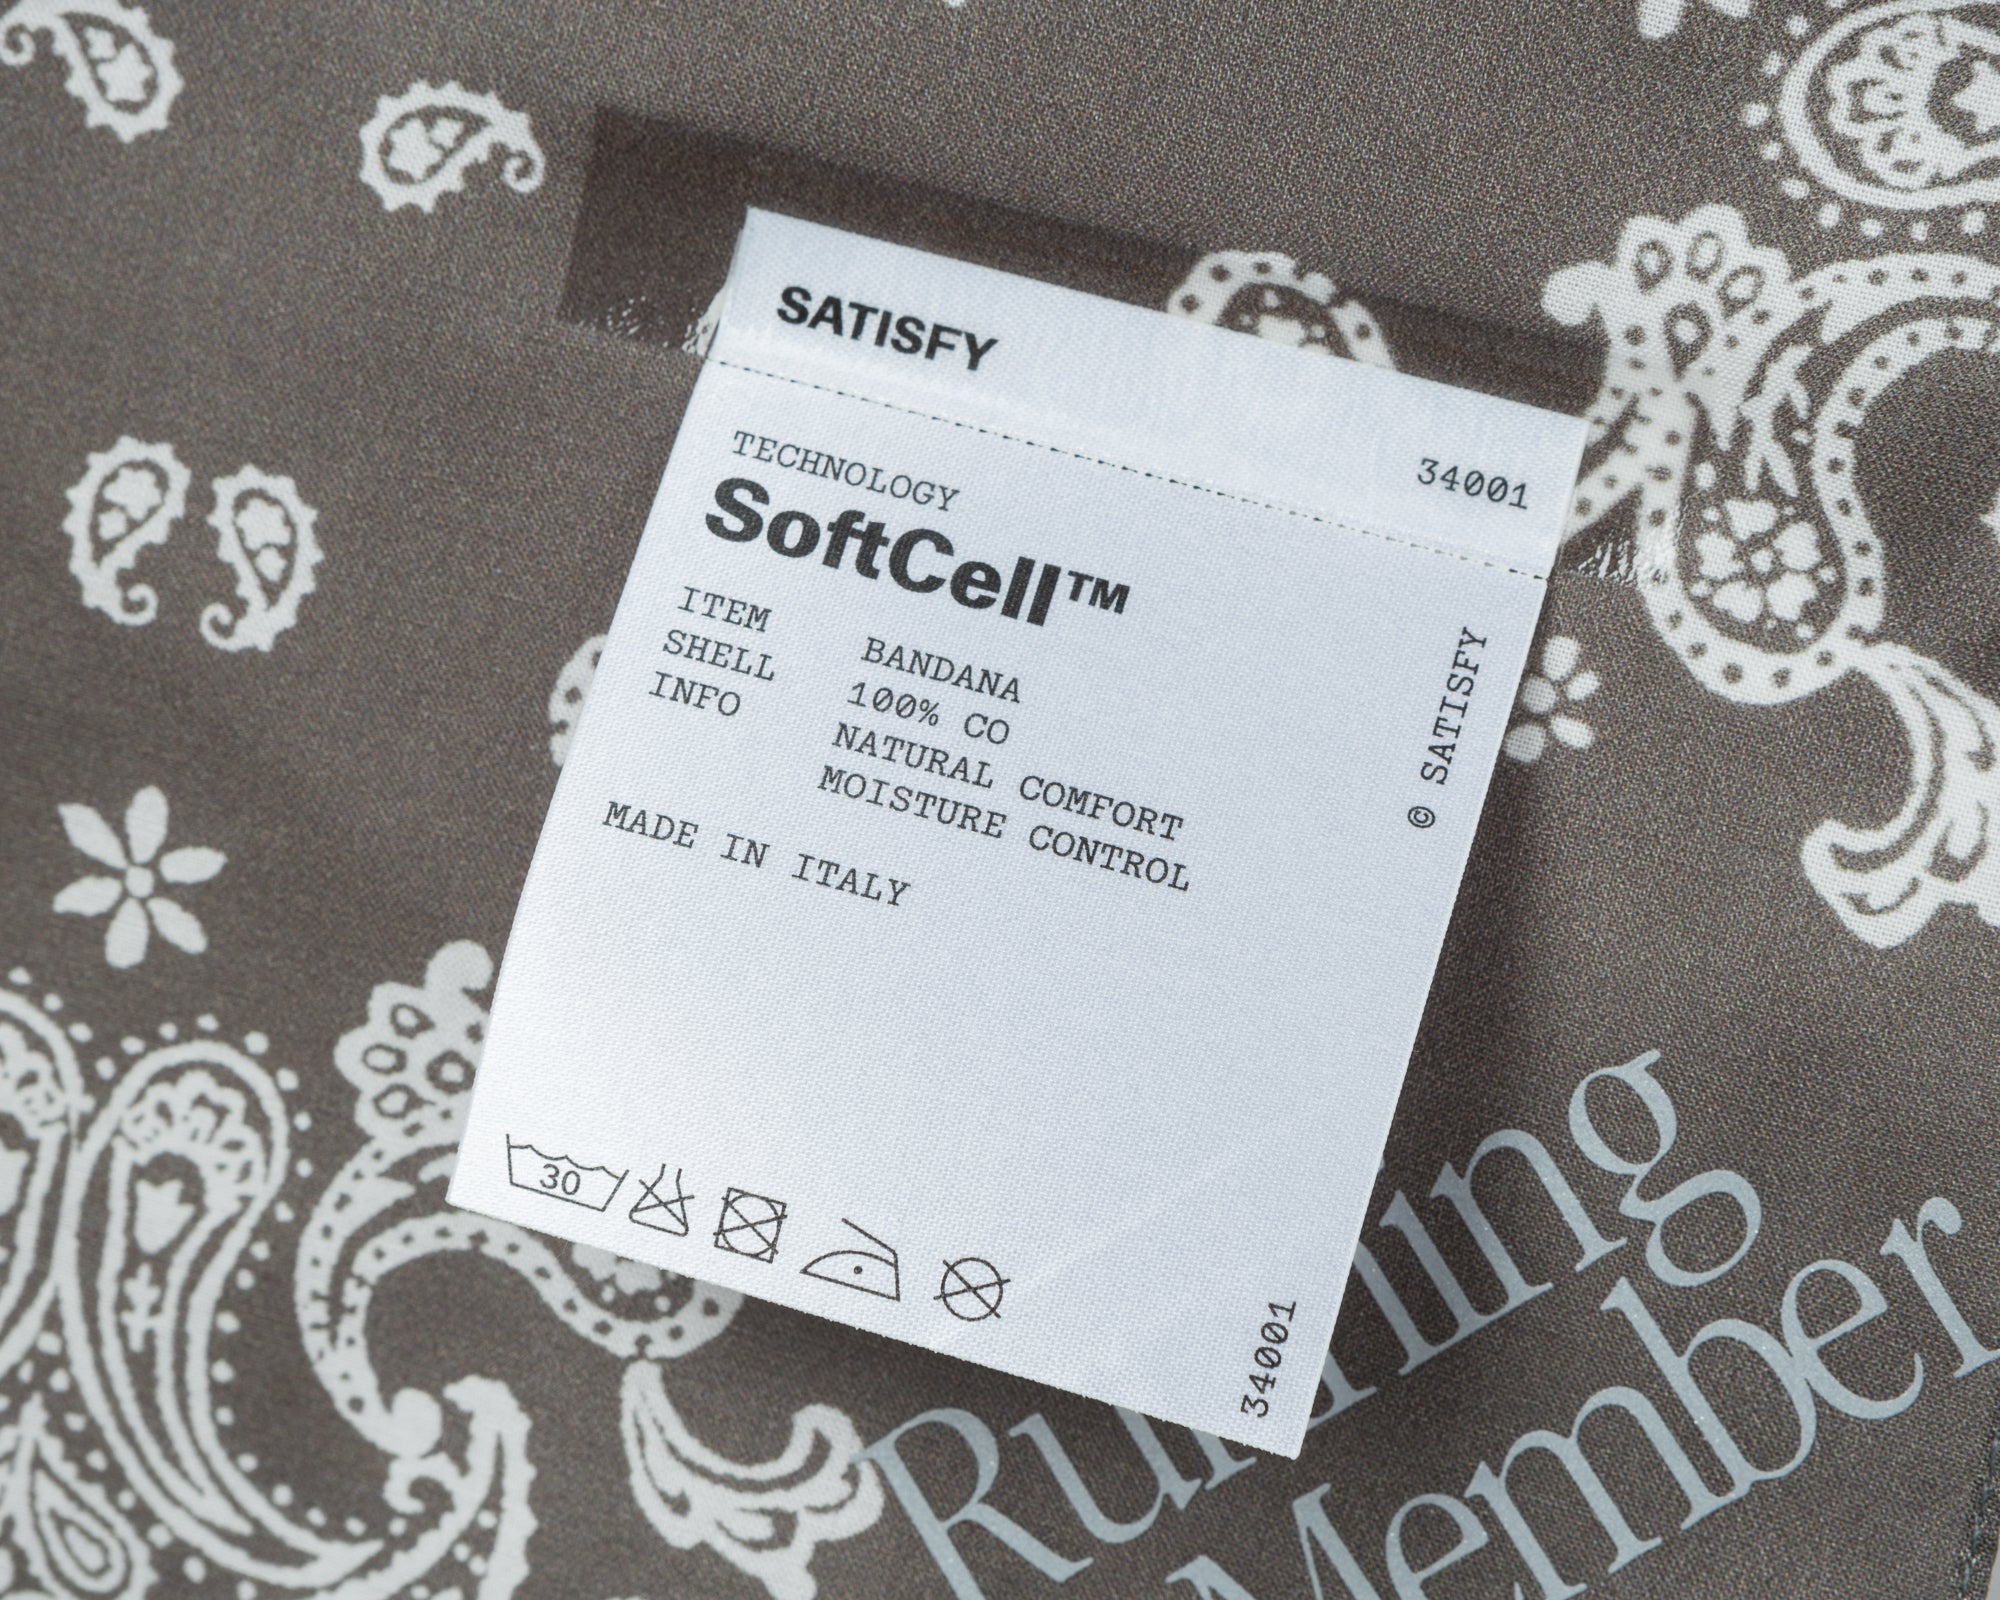 SATISFY
34001
TECHNOLOGY
SoftCell™
ITEM BANDANA
SHELL 100% CO
INFO NATURAL COMFORT
MOISTURE CONTROL
MADE IN ITALY
© SATISFY
30
34001
Running
Member